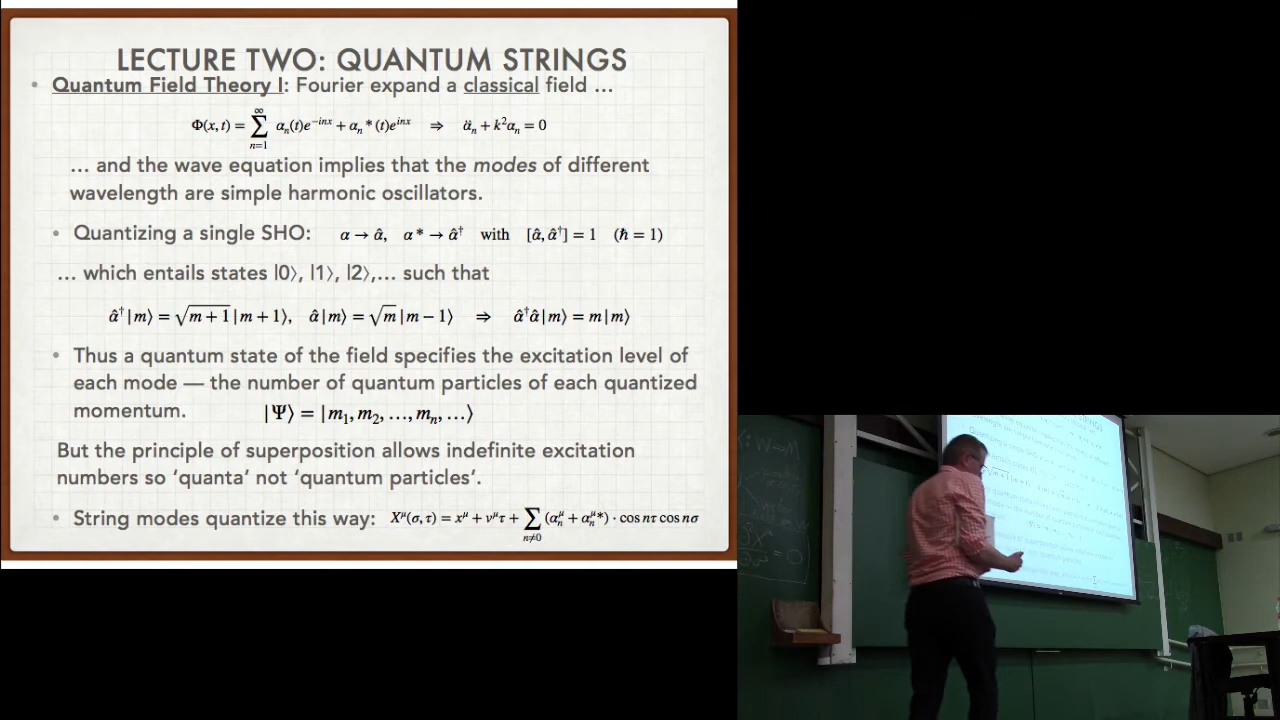 LECTURE TWO: QUANTUM STRINGS
• Quantum Field Theory I: Fourier expand a classical field …
Φ(x,t) = ∑_{n=1}^{∞} α_n(t)e^{-inx} + α_n*(t)e^{inx} ⇒ α̈_n + k²α_n = 0
… and the wave equation implies that the modes of different
wavelength are simple harmonic oscillators.
• Quantizing a single SHO: α → â, α* → â† with [â, â†] = 1 (ℏ = 1)
… which entails states |0⟩, |1⟩, |2⟩,… such that
â†|m⟩ = √(m+1)|m+1⟩, â|m⟩ = √m|m−1⟩ ⇒ â†â|m⟩ = m|m⟩
• Thus a quantum state of the field specifies the excitation level of
each mode — the number of quantum particles of each quantized
momentum. |Ψ⟩ = |m₁, m₂, …, m_n, …⟩
But the principle of superposition allows indefinite excitation
numbers so ‘quanta’ not ‘quantum particles’.
• String modes quantize this way: X^μ(σ,τ) = x^μ + v^μτ + ∑_{n≠0} (α_n^μ + α_n^μ*) · cos nτ cos nσ